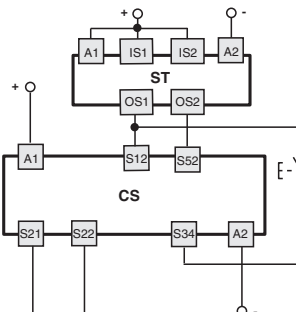 + -
A1 IS1 IS2 A2
ST
OS1 OS2
+
A1 S12 S52
CS
S21 S22 S34 A2
-